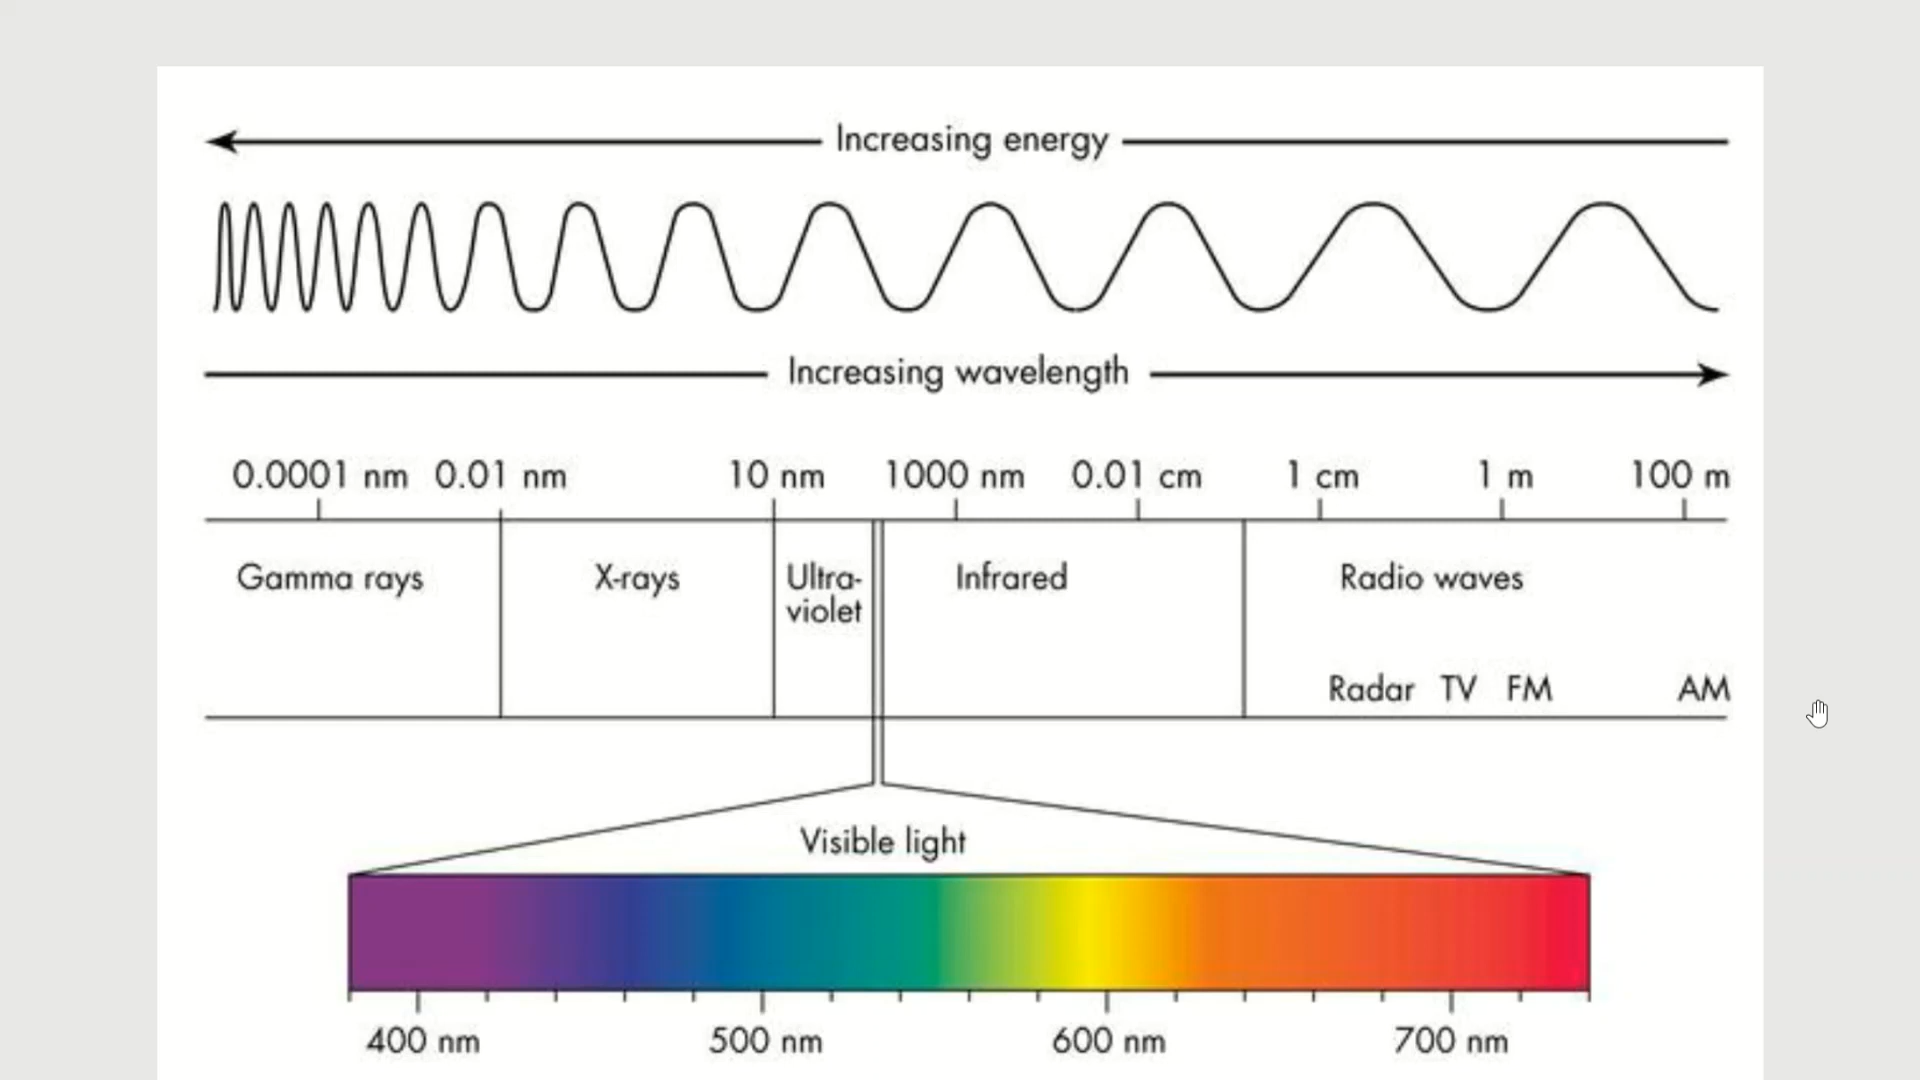 Increasing energy
Increasing wavelength
0.0001 nm 0.01 nm 10 nm 1000 nm 0.01 cm 1 cm 1 m 100 m
Gamma rays X-rays Ultra-
violet Infrared Radio waves
Radar TV FM AM
Visible light
400 nm 500 nm 600 nm 700 nm